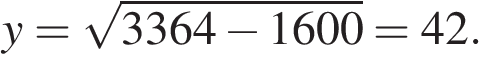 y = √3364 − 1600 = 42.